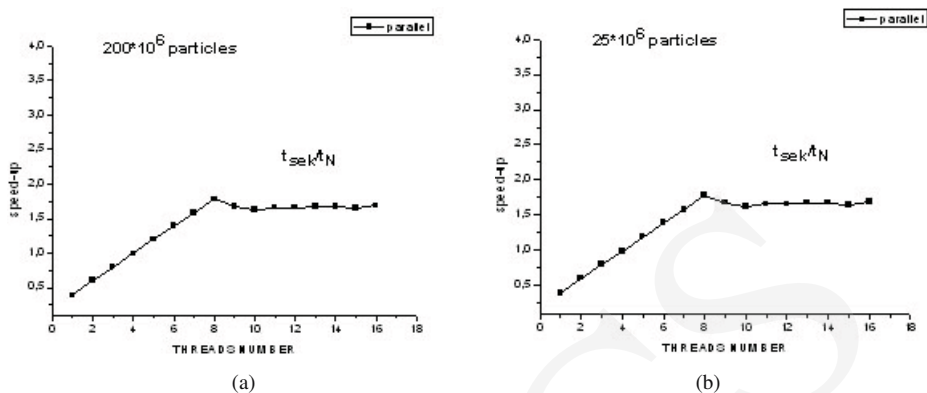 parallel
200*10^6 particles
4,0
3,5
3,0
2,5
2,0
1,5
1,0
0,5
speed-up
t_sek/t_N
0 2 4 6 8 10 12 14 16 18
THREADS NUMBER
(a)
parallel
25*10^6 particles
4,0
3,5
3,0
2,5
2,0
1,5
1,0
0,5
speed-up
t_sek/t_N
0 2 4 6 8 10 12 14 16 18
THREADS NUMBER
(b)
CS